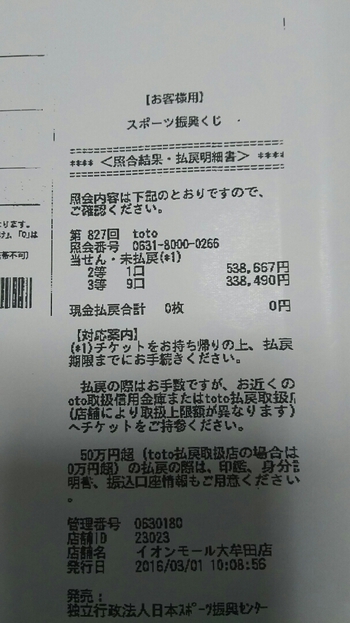 【お客様用】
スポーツ振興くじ
**** <照合結果・払戻明細書> ****
照会内容は下記のとおりですので、
ご確認ください。
第 827回 toto
照会番号 0631-8000-0266
当せん・未払戻(*1)
2等 1口 538,667円
3等 9口 338,490円
現金払戻合計 0枚 0円
【対応案内】
(*1)チケットをお持ち帰りの上、払戻
期限までにお手続きください。
払戻の際はお手数ですが、お近くの
oto取扱信用金庫またはtoto払戻取扱
(店舗により取扱上限額が異なります)
へチケットをご持参ください。
50万円超(toto払戻取扱店の場合は
0万円超)の払戻の際は、印鑑、身分
明書、振込口座情報もご用意ください
。
管理番号 0630180
店舗ID 23023
店舗名 イオンモール大牟田店
発行日 2016/03/01 10:08:56
発売:
独立行政法人日本スポーツ振興センター
ります。
け」「0」は
不可)